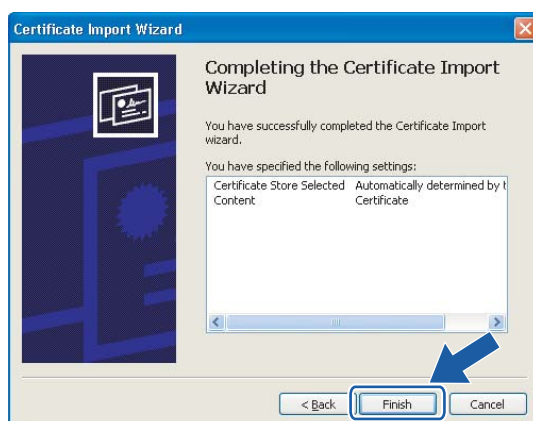 Certificate Import Wizard
Completing the Certificate Import
Wizard
You have successfully completed the Certificate Import
wizard.
You have specified the following settings:
Certificate Store Selected Automatically determined by t
Content Certificate
< Back Finish Cancel